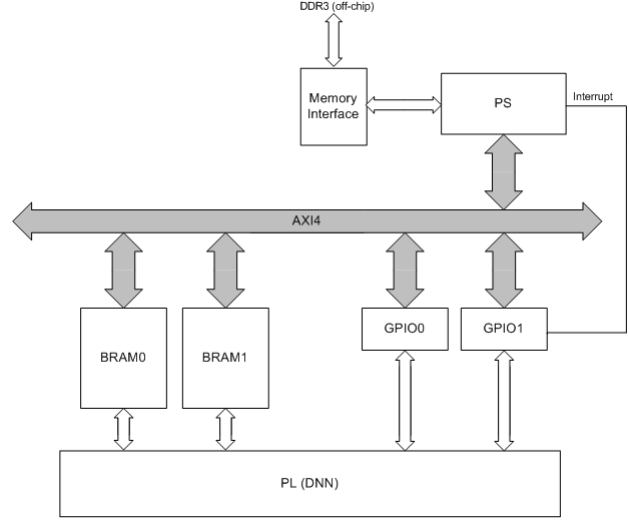 DDR3 (off-chip)
Memory
Interface
PS
Interrupt
AXI4
BRAM0
BRAM1
GPIO0
GPIO1
PL (DNN)